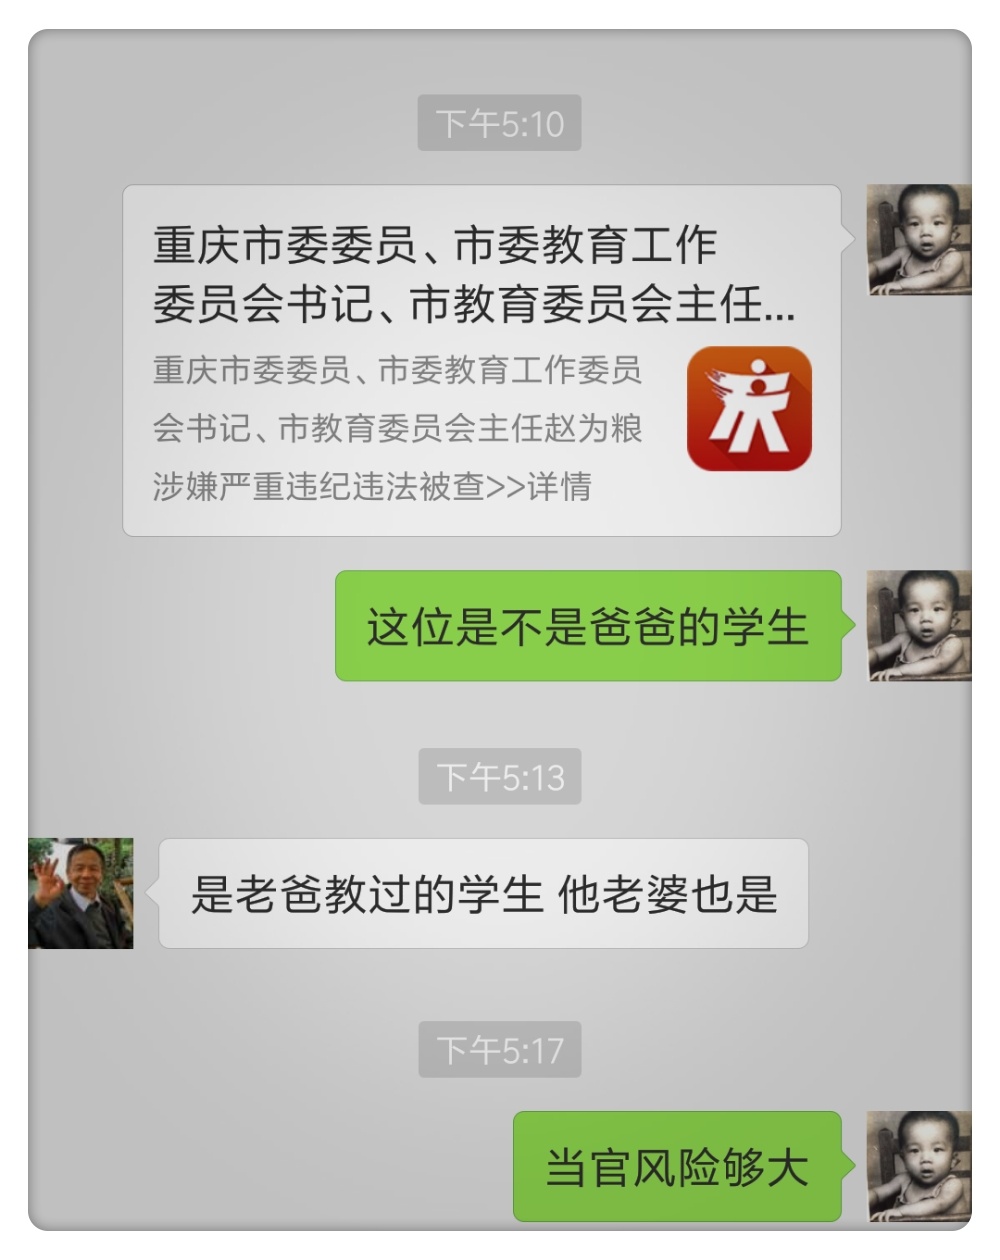 下午5:10
重庆市委委员、市委教育工作
委员会书记、市教育委员会主任...
重庆市委委员、市委教育工作委员
会书记、市教育委员会主任赵为粮
涉嫌严重违纪违法被查>>详情
这位是不是爸爸的学生
下午5:13
是老爸教过的学生 他老婆也是
下午5:17
当官风险够大